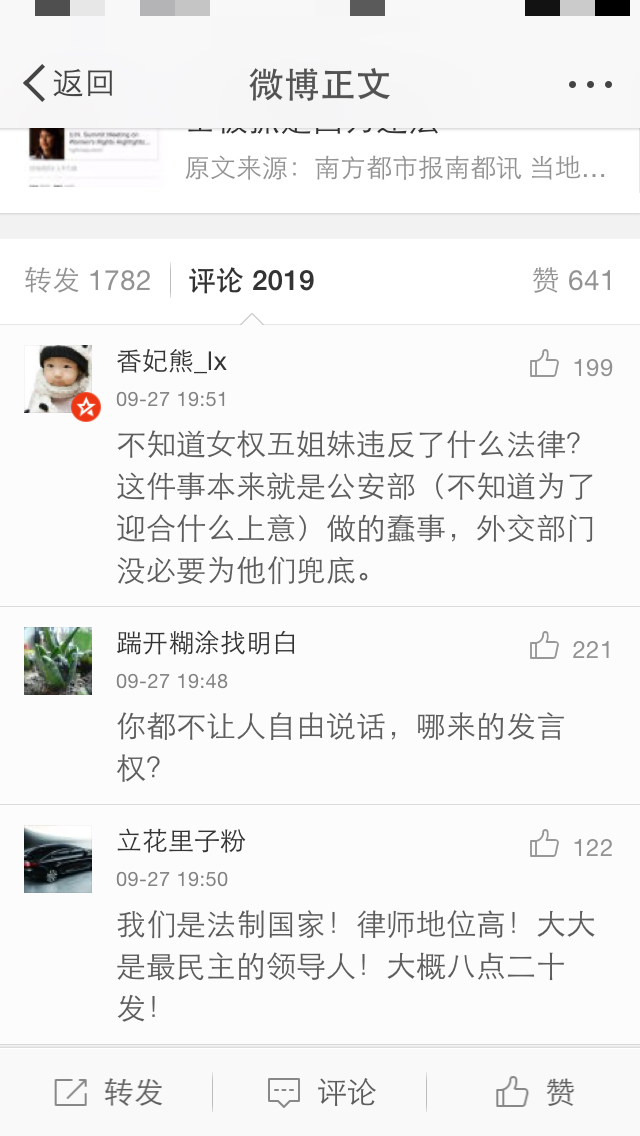 返回
微博正文
原文来源：南方都市报南都讯 当地...
转发 1782
评论 2019
赞 641
香妃熊_lx
199
09-27 19:51
不知道女权五姐妹违反了什么法律？
这件事本来就是公安部（不知道为了
迎合什么上意）做的蠢事，外交部门
没必要为他们兜底。
踹开糊涂找明白
221
09-27 19:48
你都不让人自由说话，哪来的发言
权？
立花里子粉
122
09-27 19:50
我们是法制国家！律师地位高！大大
是最民主的领导人！大概八点二十
发！
转发
评论
赞